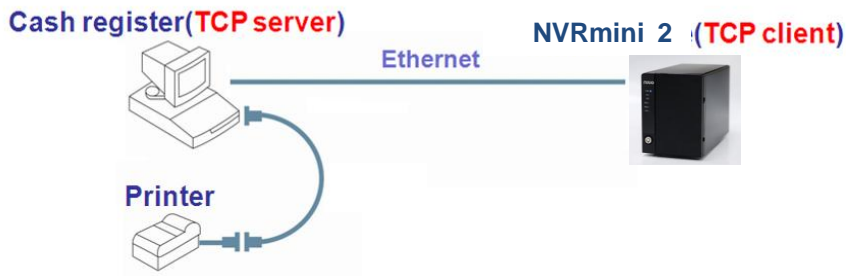 Cash register(TCP server)
NVRmini 2 (TCP client)
Ethernet
Printer